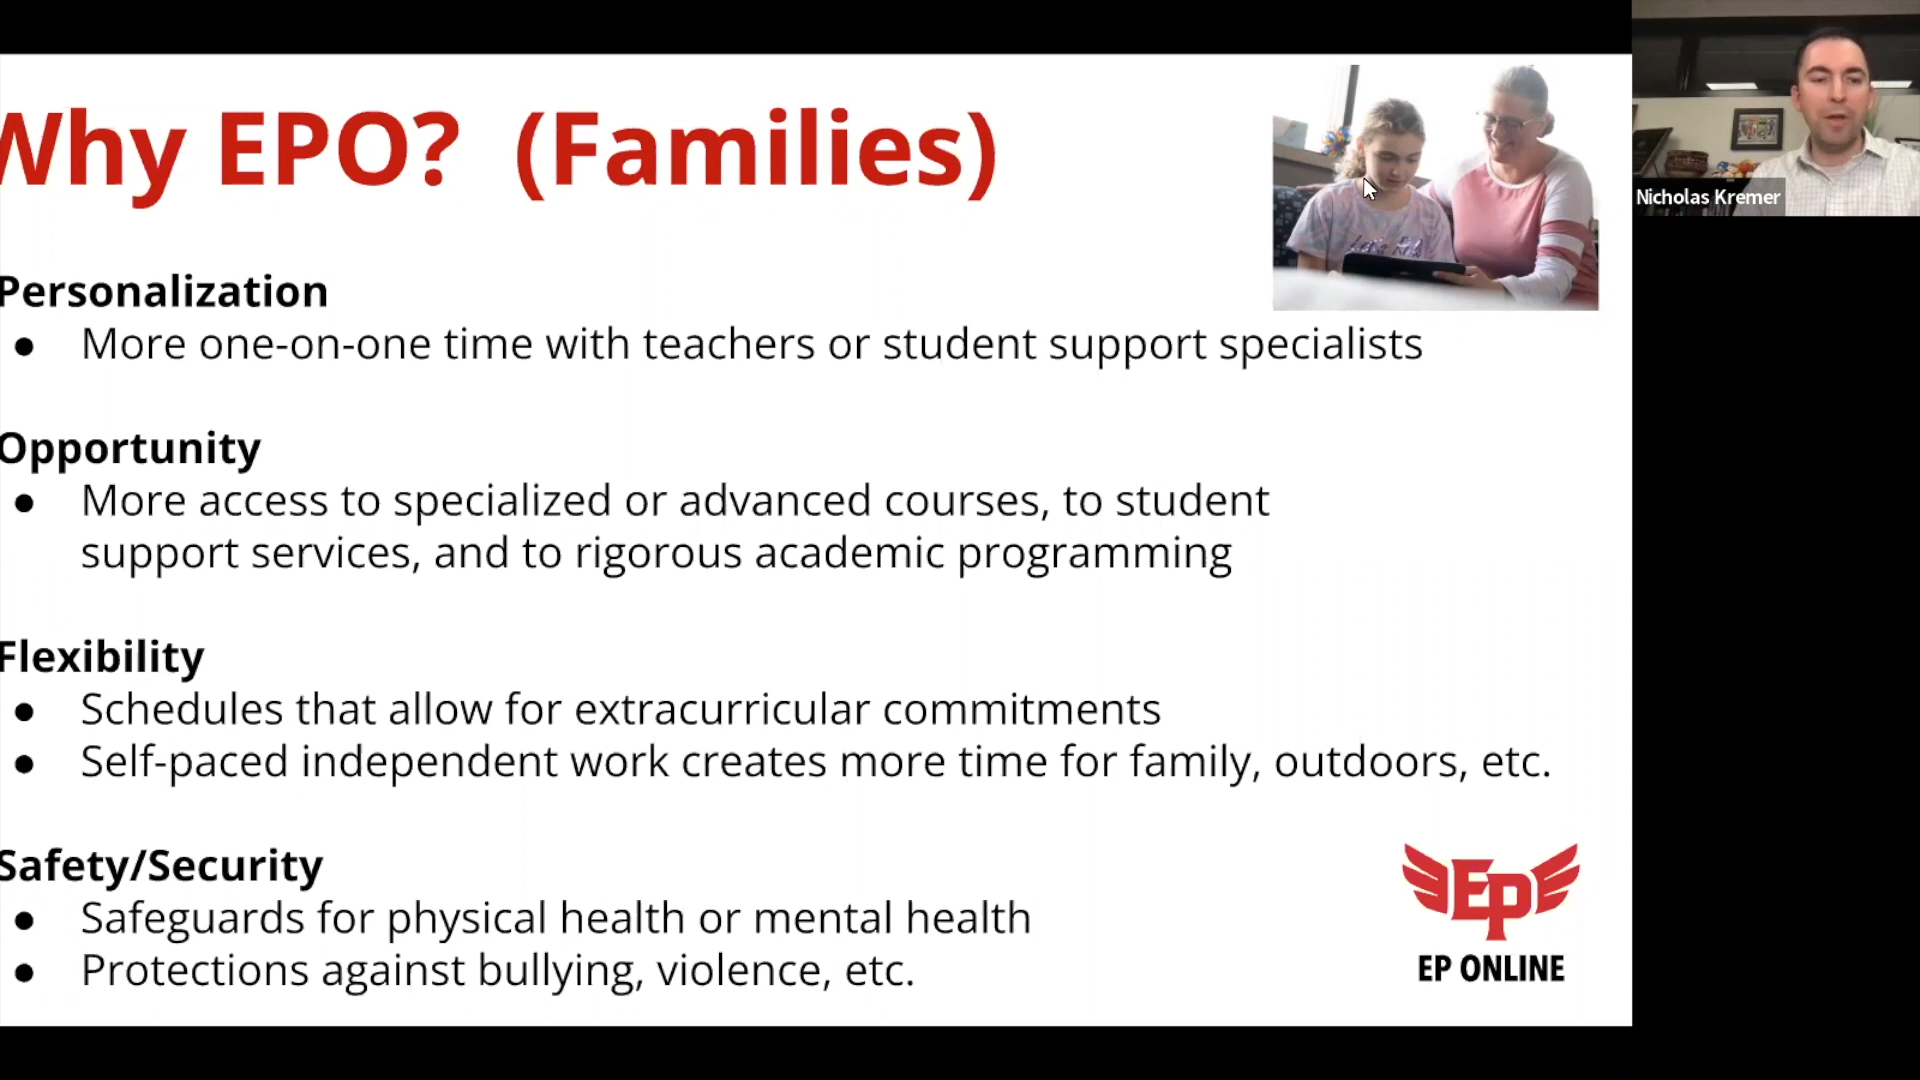 Why EPO? (Families)
Nicholas Kremer
Personalization
● More one-on-one time with teachers or student support specialists
Opportunity
● More access to specialized or advanced courses, to student
support services, and to rigorous academic programming
Flexibility
● Schedules that allow for extracurricular commitments
● Self-paced independent work creates more time for family, outdoors, etc.
Safety/Security
● Safeguards for physical health or mental health
● Protections against bullying, violence, etc.
EP
EP ONLINE